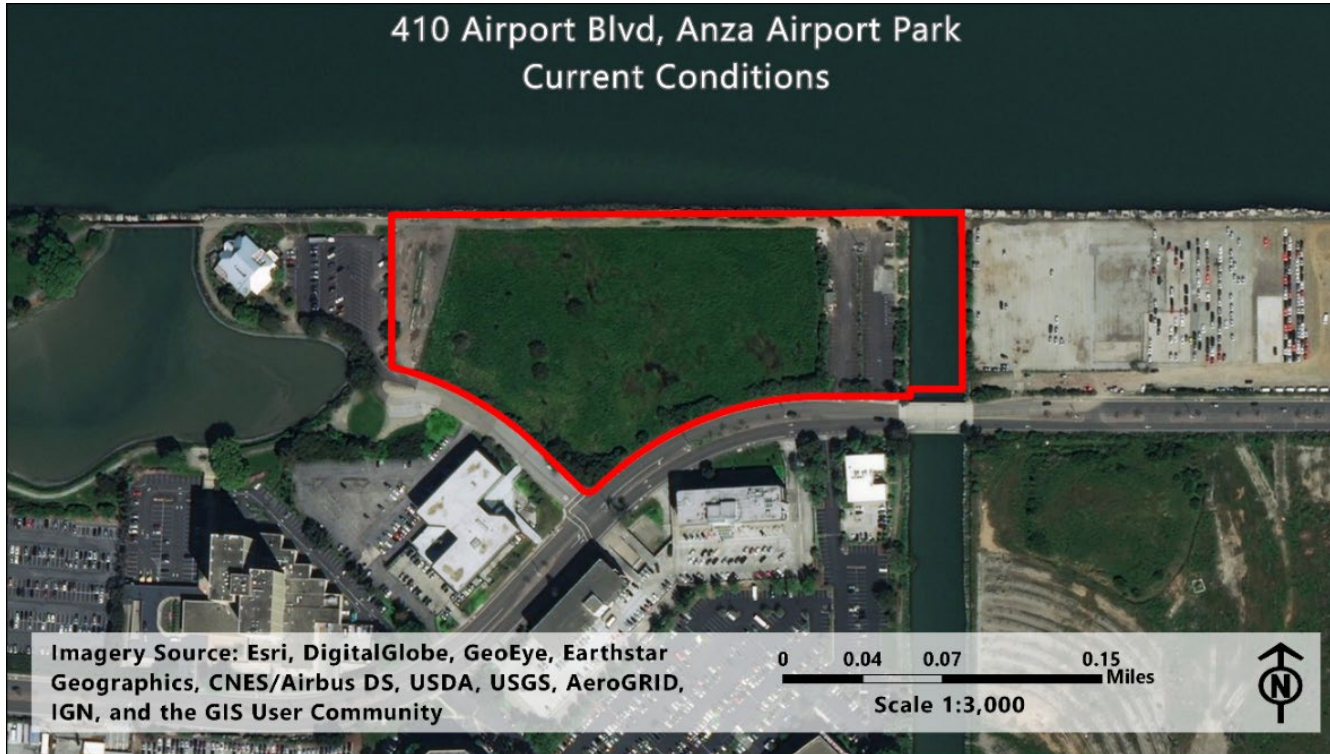 410 Airport Blvd, Anza Airport Park
Current Conditions
Imagery Source: Esri, DigitalGlobe, GeoEye, Earthstar
Geographics, CNES/Airbus DS, USDA, USGS, AeroGRID,
IGN, and the GIS User Community
0 0.04 0.07 0.15
Miles
Scale 1:3,000
N